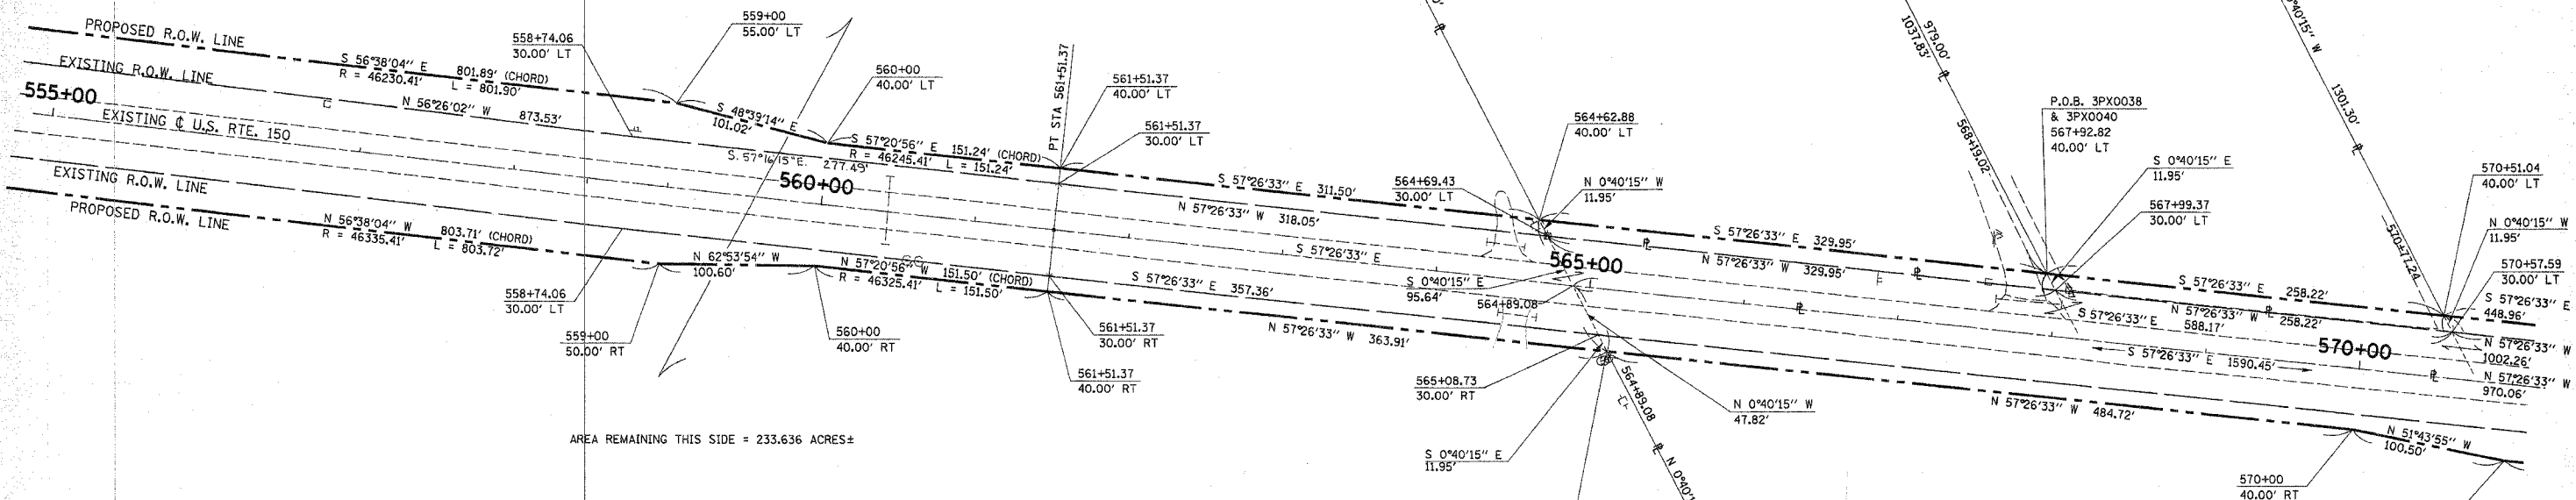 PROPOSED R.O.W. LINE
EXISTING R.O.W. LINE
555+00
EXISTING ℄ U.S. RTE. 150
EXISTING R.O.W. LINE
PROPOSED R.O.W. LINE
S 56°38'04" E 801.89' (CHORD)
R = 46230.41' L = 801.90'
N 56°26'02" W 873.53'
N 56°38'04" W 803.71' (CHORD)
R = 46335.41' L = 803.72'
558+74.06
30.00' LT
559+00
55.00' LT
S 48°39'14" E
101.02'
560+00
40.00' LT
S 57°20'56" E 151.24' (CHORD)
R = 46245.41' L = 151.24'
S. 57°16'15" E. 277.49'
560+00
N 62°53'54" W
100.60'
N 57°20'56" W 151.50' (CHORD)
R = 46325.41' L = 151.50'
558+74.06
30.00' LT
559+00
50.00' RT
560+00
40.00' RT
AREA REMAINING THIS SIDE = 233.636 ACRES±
PT STA 561+51.37
561+51.37
40.00' LT
561+51.37
30.00' LT
561+51.37
30.00' RT
561+51.37
40.00' RT
S 57°26'33" E 311.50'
N 57°26'33" W 318.05'
S 57°26'33" E
S 57°26'33" E 357.36'
N 57°26'33" W 363.91'
564+69.43
30.00' LT
564+62.88
40.00' LT
N 0°40'15" W
11.95'
565+00
S 0°40'15" E
95.64'
564+89.08
565+08.73
30.00' RT
S 0°40'15" E
11.95'
564+89.08
N 0°40'1
N 0°40'15" W
47.82'
S 57°26'33" E 329.95'
N 57°26'33" W 329.95'
979.00'
1037.83'
568+19.02
P.O.B. 3PX0038
& 3PX0040
567+92.82
40.00' LT
S 0°40'15" E
11.95'
567+99.37
30.00' LT
S 57°26'33" E 258.22'
N 57°26'33" W 258.22'
S 57°26'33" E 588.17'
S 57°26'33" E 1590.45'
N 57°26'33" W 484.72'
570+00
0°40'15" W
1301.30'
570+77.24
570+51.04
40.00' LT
N 0°40'15" W
11.95'
570+57.59
30.00' LT
S 57°26'33" E
448.96'
N 57°26'33" W
1002.26'
N 57°26'33" W
970.06'
N 51°43'55" W
100.50'
570+00
40.00' RT